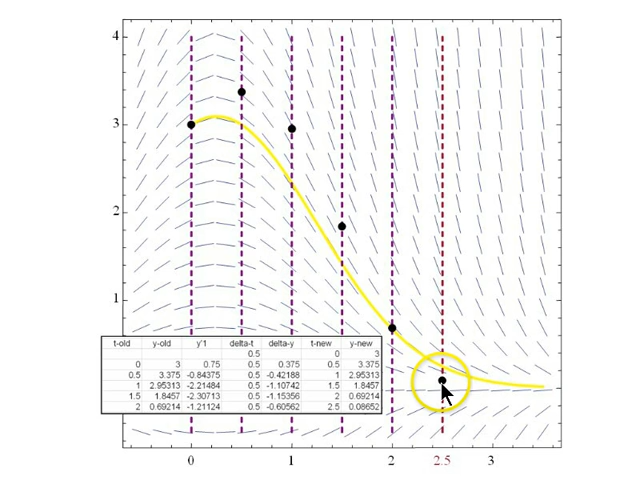 4
3
2
1
t-old y-old y'1 delta-t delta-y t-new y-new
0.5 0 3
0 3 0.75 0.5 0.375 0.5 3.375
0.5 3.375 -0.84375 0.5 -0.42188 1 2.95313
1 2.95313 -2.21484 0.5 -1.10742 1.5 1.8457
1.5 1.8457 -2.30713 0.5 -1.15356 2 0.69214
2 0.69214 -1.21124 0.5 -0.60562 2.5 0.08652
0 1 2 2.5 3